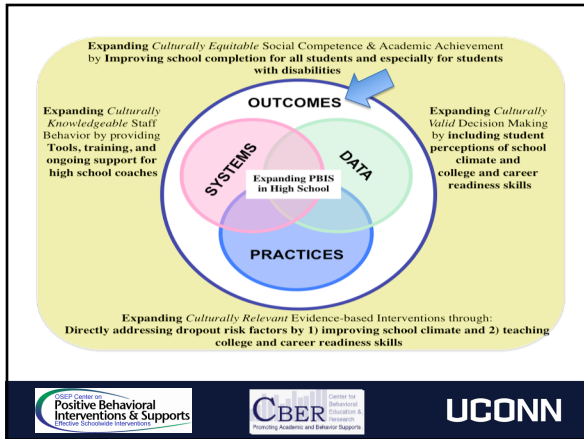 Expanding Culturally Equitable Social Competence & Academic Achievement
by Improving school completion for all students and especially for students
with disabilities
OUTCOMES
Expanding Culturally
Knowledgeable Staff
Behavior by providing
Tools, training, and
ongoing support for
high school coaches
SYSTEMS
DATA
Expanding PBIS
in High School
PRACTICES
Expanding Culturally
Valid Decision Making
by including student
perceptions of school
climate and
college and career
readiness skills
Expanding Culturally Relevant Evidence-based Interventions through:
Directly addressing dropout risk factors by 1) improving school climate and 2) teaching
college and career readiness skills
OSEP Center on
Positive Behavioral
Interventions & Supports
Effective Schoolwide Interventions
CBER
Center for
Behavioral
Education &
Research
Promoting Academic and Behavior Supports
UCONN